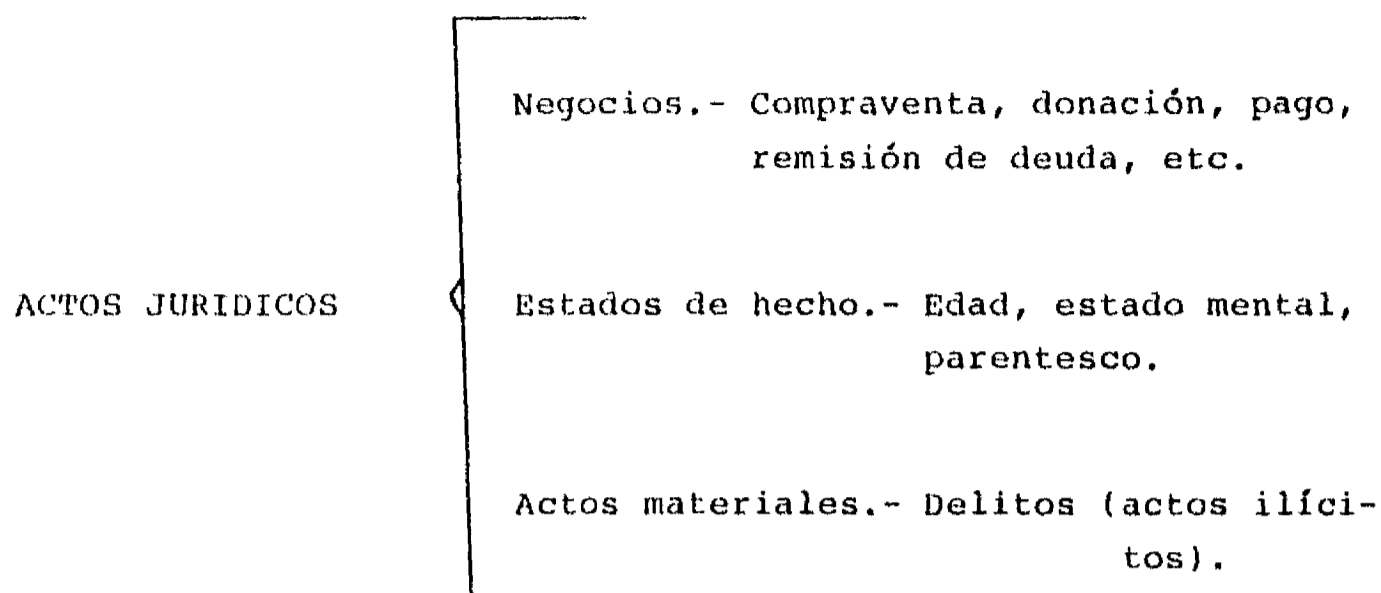 Negocios.- Compraventa, donación, pago,
remisión de deuda, etc.
ACTOS JURIDICOS
Estados de hecho.- Edad, estado mental,
parentesco.
Actos materiales.- Delitos (actos ilíci-
tos).